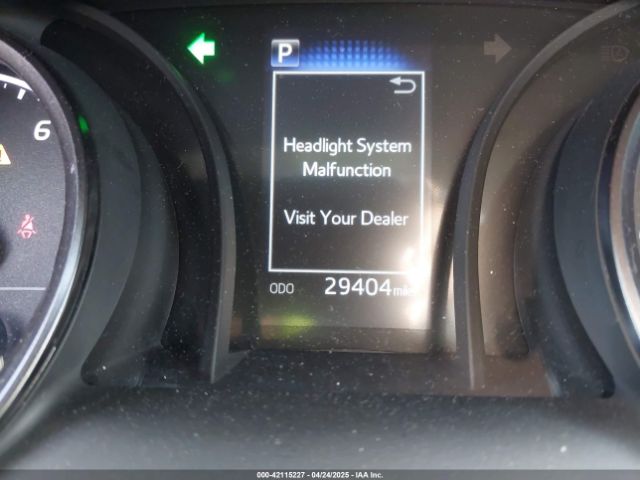 P
6
Headlight System
Malfunction
Visit Your Dealer
ODO 29404
000-42115227 - 04/24/2025 - IAA Inc.